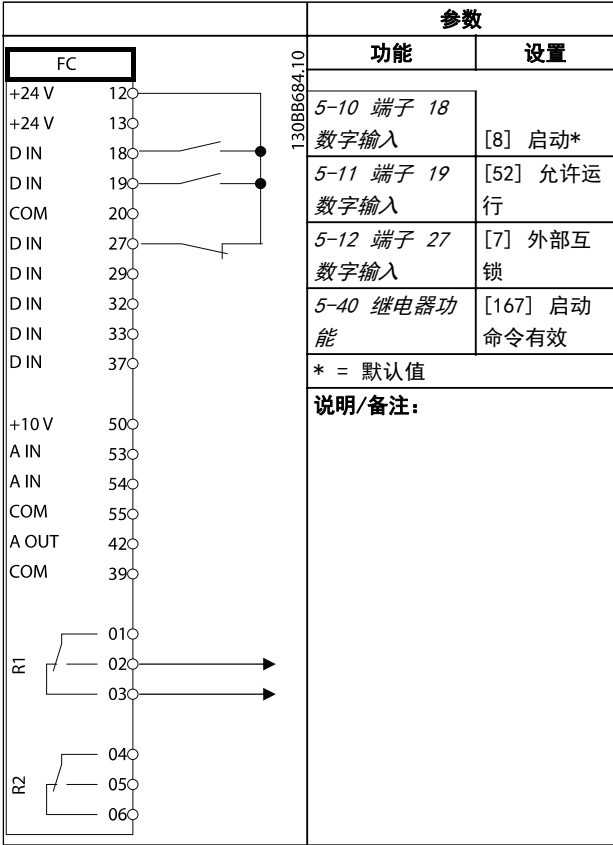 FC
+24 V 12
+24 V 13
D IN 18
D IN 19
COM 20
D IN 27
D IN 29
D IN 32
D IN 33
D IN 37
+10 V 50
A IN 53
A IN 54
COM 55
A OUT 42
COM 39
R1
01
02
03
R2
04
05
06
130BB684.10
参数
功能 设置
5-10 端子 18
数字输入 [8] 启动*
5-11 端子 19 [52] 允许运
数字输入 行
5-12 端子 27 [7] 外部互
数字输入 锁
5-40 继电器功 [167] 启动
能 命令有效
* = 默认值
说明/备注：